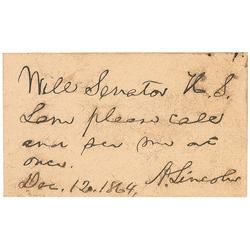 Will Senator H. S.
Lane please call
and see me at
once.
Dec. 12. 1864, A. Lincoln